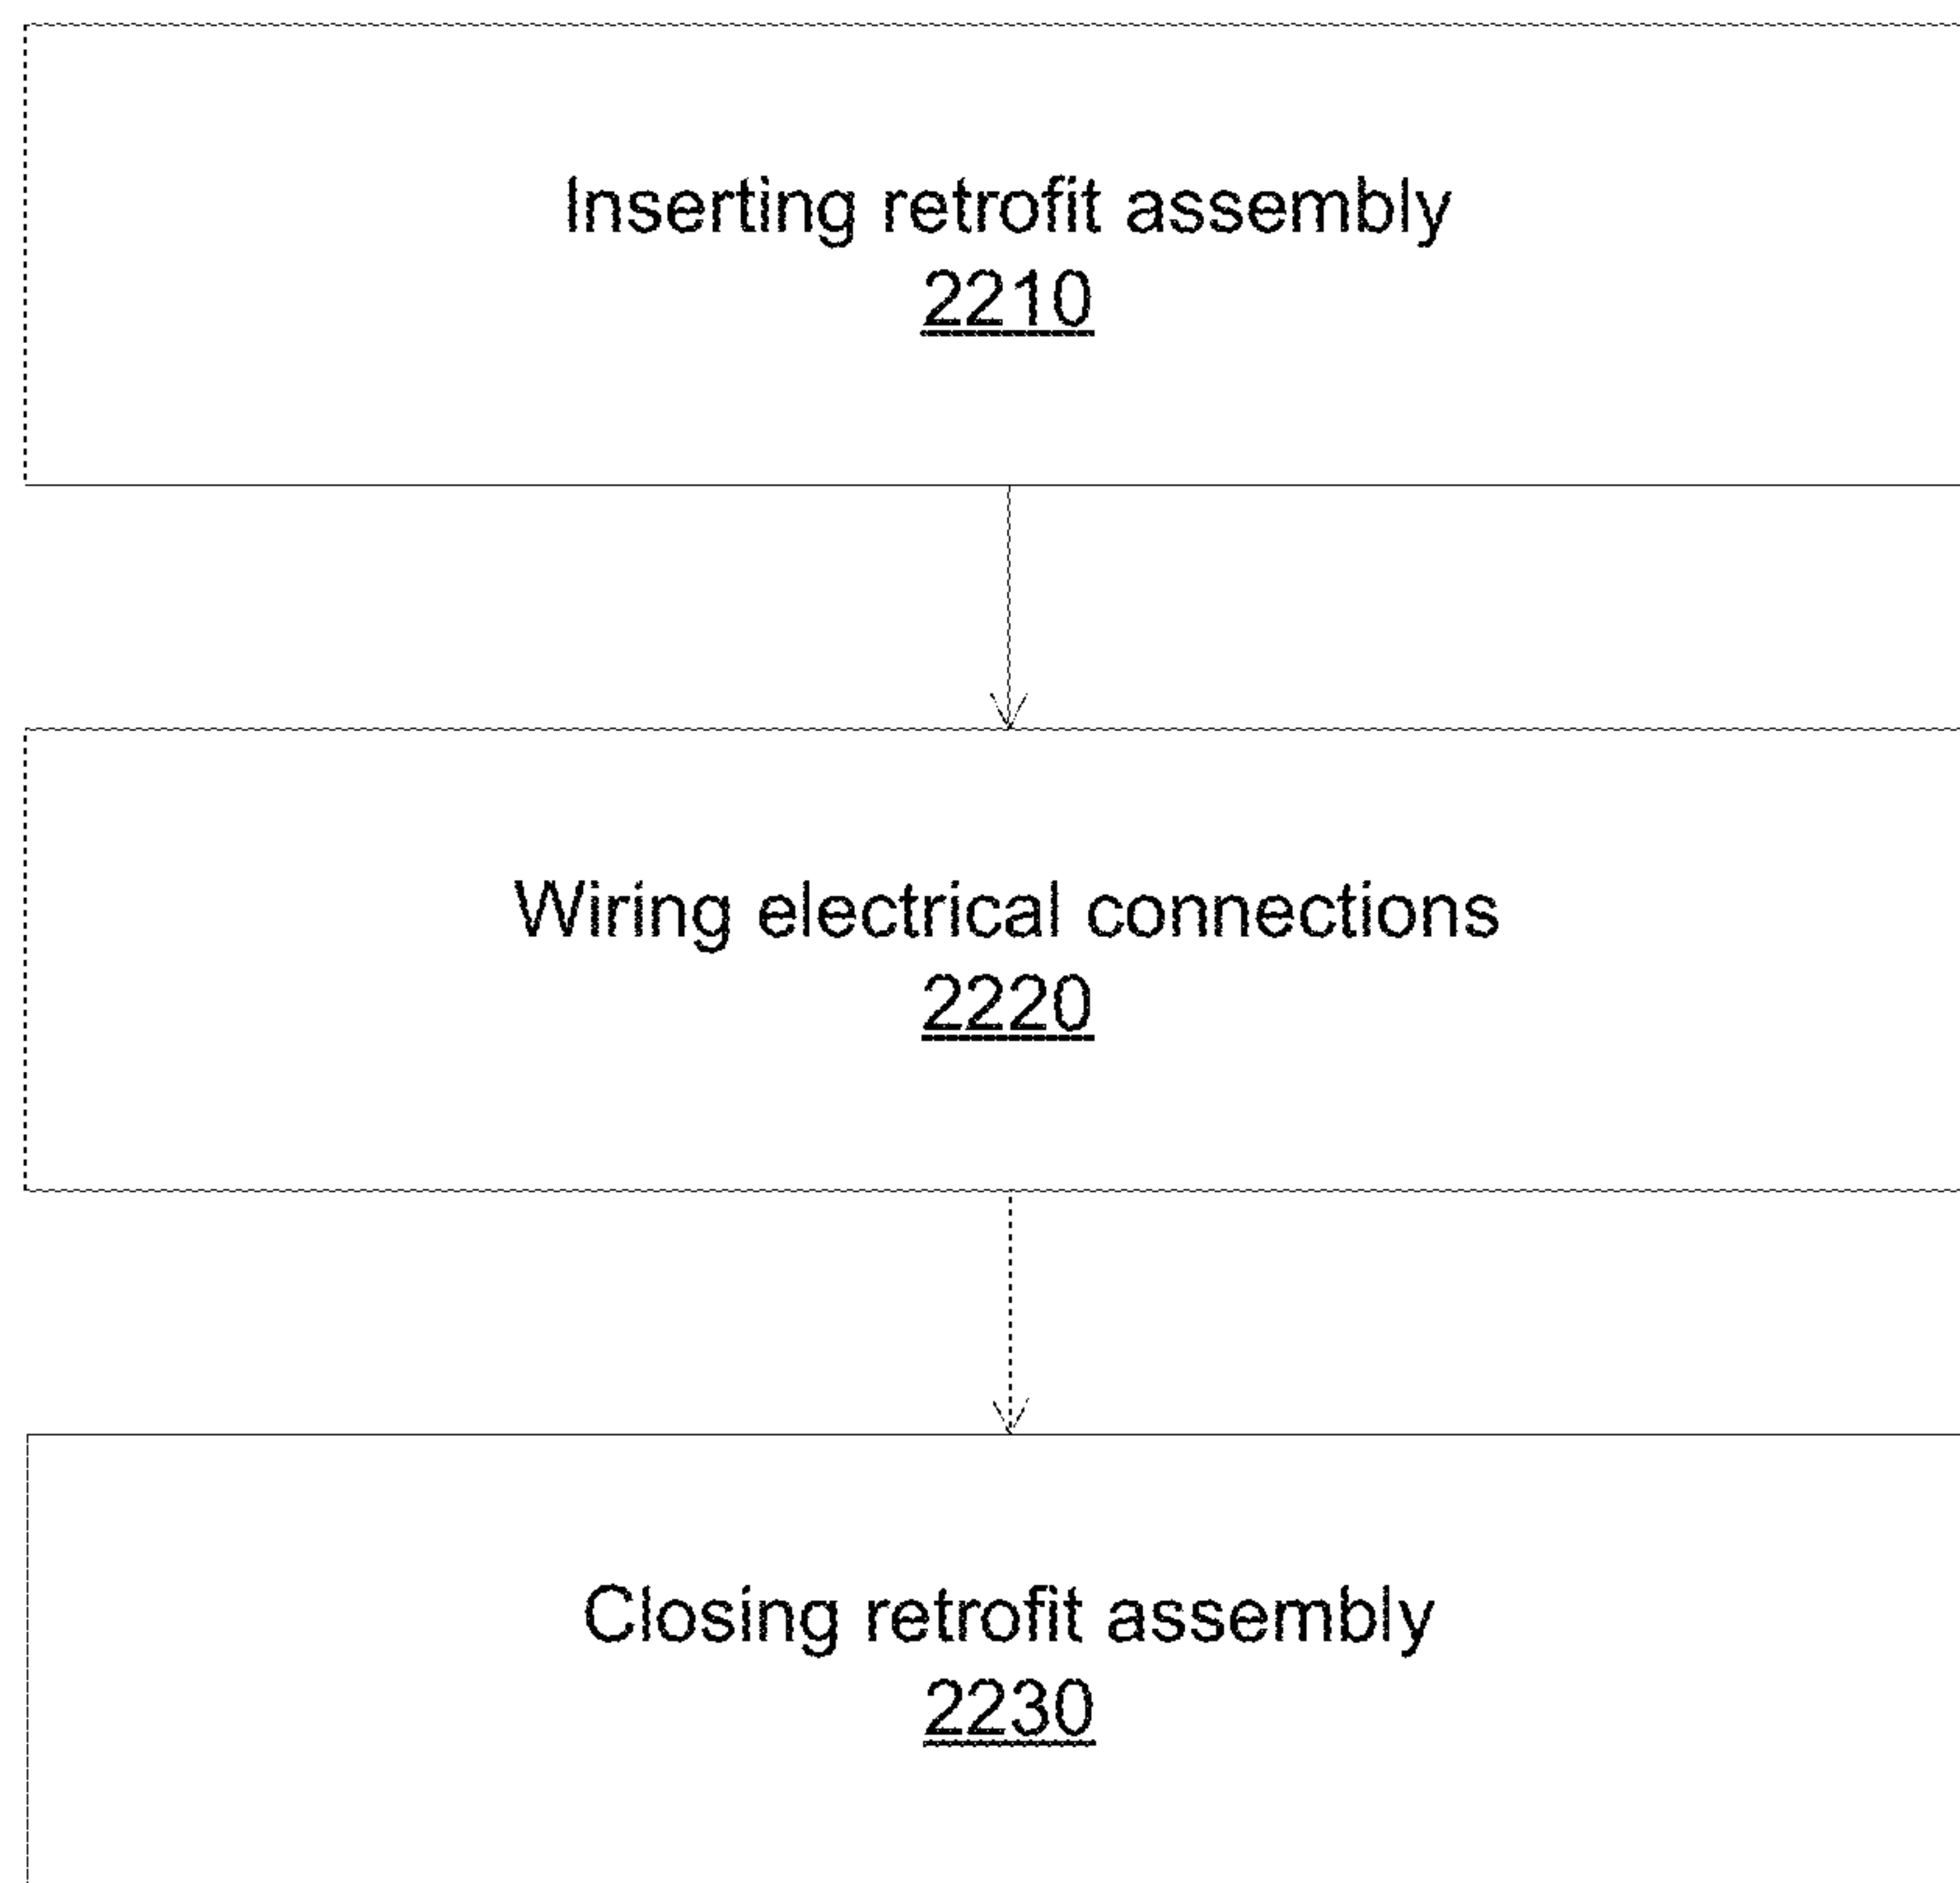 Inserting retrofit assembly
2210
Wiring electrical connections
2220
Closing retrofit assembly
2230